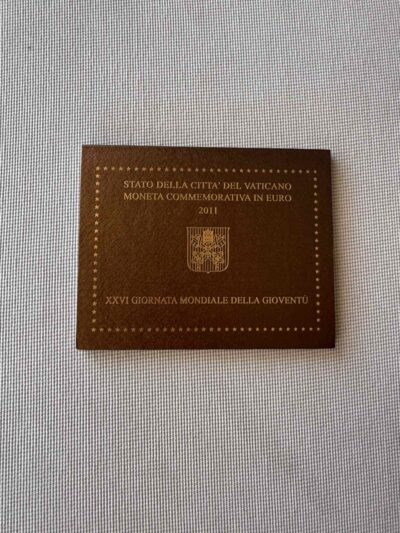 STATO DELLA CITTA' DEL VATICANO
MONETA COMMEMORATIVA IN EURO
2011
XXVI GIORNATA MONDIALE DELLA GIOVENTÙ